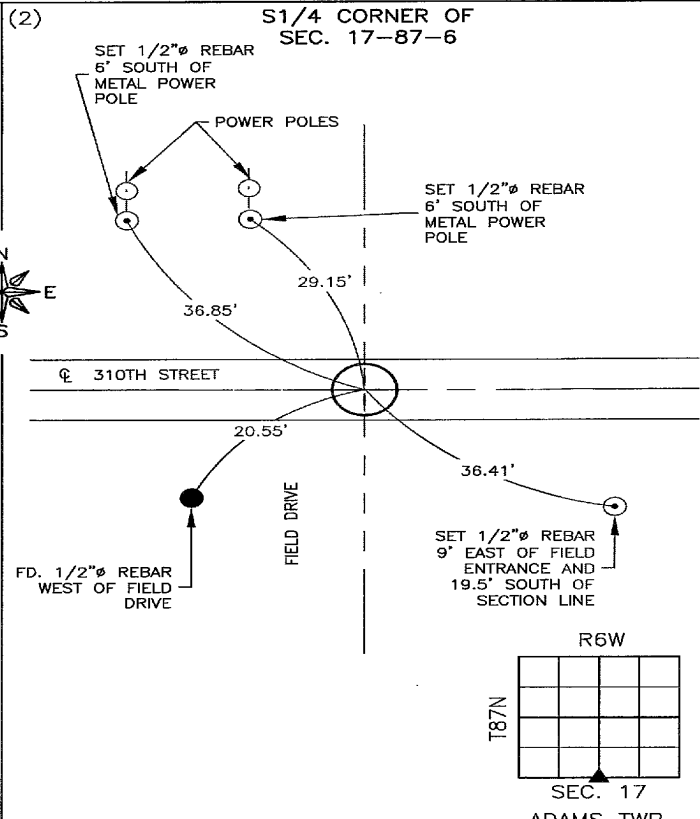 (2)
S1/4 CORNER OF
SEC. 17-87-6
SET 1/2"ø REBAR
6' SOUTH OF
METAL POWER
POLE
POWER POLES
SET 1/2"ø REBAR
6' SOUTH OF
METAL POWER
POLE
N
E
S
29.15'
36.85'
℄ 310TH STREET
20.55'
36.41'
FIELD DRIVE
FD. 1/2"ø REBAR
WEST OF FIELD
DRIVE
SET 1/2"ø REBAR
9' EAST OF FIELD
ENTRANCE AND
19.5' SOUTH OF
SECTION LINE
R6W
T87N
SEC. 17
ADAMS TWP